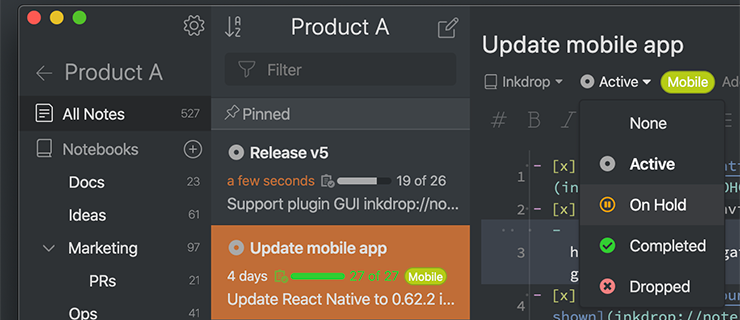 Product A
All Notes 527
Notebooks
Docs 23
Ideas 61
Marketing 97
PRs 21
Ops
Product A
Filter
Pinned
Release v5
a few seconds 19 of 26
Support plugin GUI inkdrop://no...
Update mobile app
4 days 27 of 27 Mobile
Update React Native to 0.62.2 i...
Update mobile app
Inkdrop Active Mobile
# B I E
None
Active
On Hold
Completed
Dropped
1 - [x]
2 - [x]
3 -
4 - [x]
shown](inkdrop://note